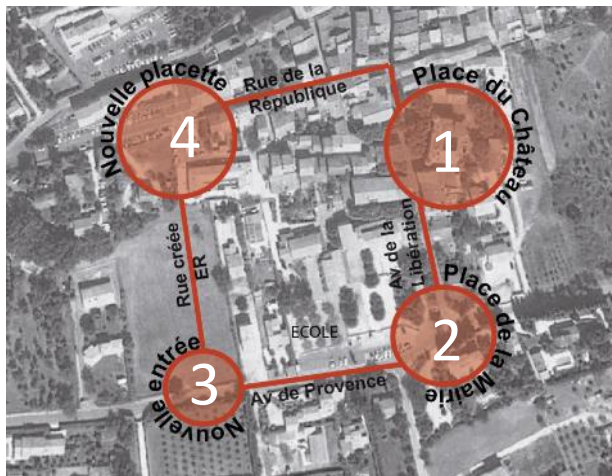 Nouvelle placette
4
Rue de la
République
Place du Château
1
Rue créée
ER
Av de la
Libération
ECOLE
Place de la Mairie
2
Nouvelle entrée
3
Av de Provence